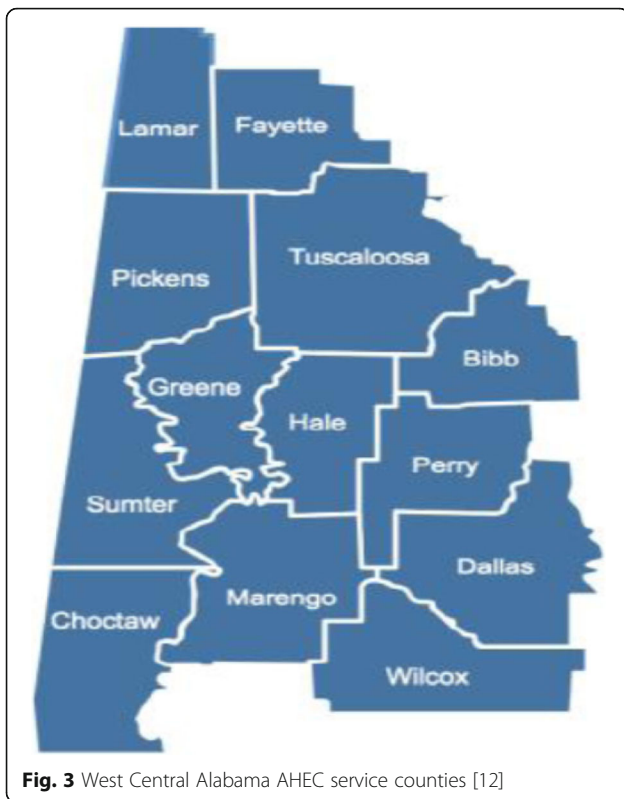 Lamar
Fayette
Pickens
Tuscaloosa
Greene
Bibb
Hale
Perry
Sumter
Dallas
Choctaw
Marengo
Wilcox
Fig. 3 West Central Alabama AHEC service counties [12]